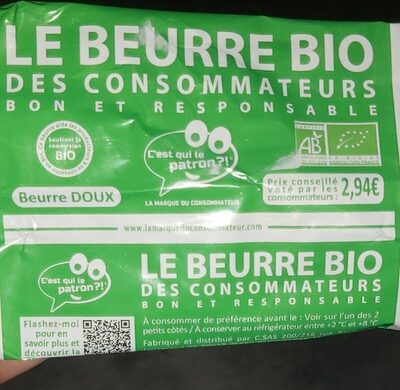 LE BEURRE BIO
DES CONSOMMATEURS
BON ET RESPONSABLE
Soutient la
conversion
BIO
C'est qui le
patron?!
LA MARQUE DU CONSOMMATEUR
AB
Beurre DOUX
Prix conseillé
voté par les
consommateurs :
2,94€
www.lamarqueduconsommateur.com
C'est qui le
patron?!
LE BEURRE BIO
DES CONSOMMATEURS
BON ET RESPONSABLE
Flashez-moi
pour en
savoir plus et
découvrir la
À consommer de préférence avant le : Voir sur l'un des 2
petits côtés / À conserver au réfrigérateur entre +2 °C et +8 °C
Fabriqué et distribué par C.SAS 200/216 rue